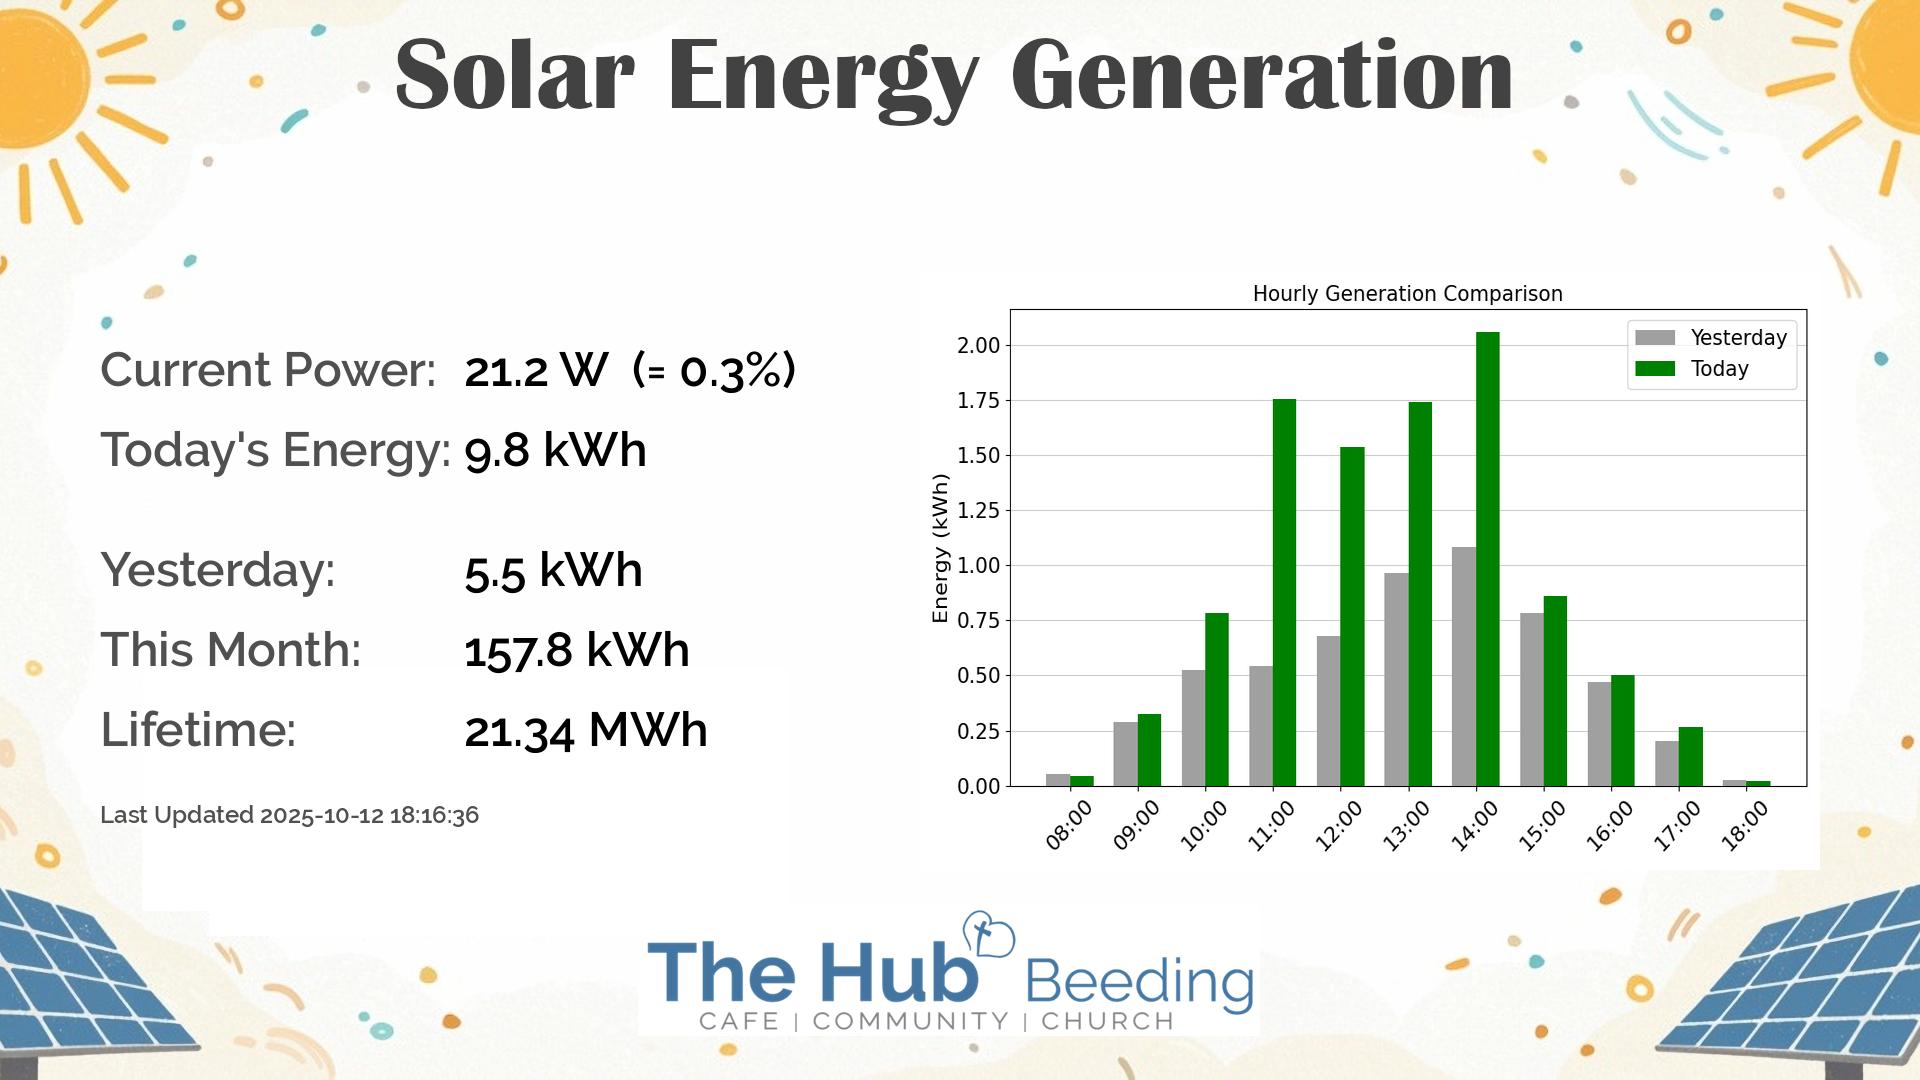 Solar Energy Generation
Current Power: 21.2 W (= 0.3%)
Today's Energy: 9.8 kWh
Yesterday: 5.5 kWh
This Month: 157.8 kWh
Lifetime: 21.34 MWh
Last Updated 2025-10-12 18:16:36
Hourly Generation Comparison
Yesterday
Today
Energy (kWh)
2.00
1.75
1.50
1.25
1.00
0.75
0.50
0.25
0.00
08:00 09:00 10:00 11:00 12:00 13:00 14:00 15:00 16:00 17:00 18:00
The Hub Beeding
CAFE | COMMUNITY | CHURCH